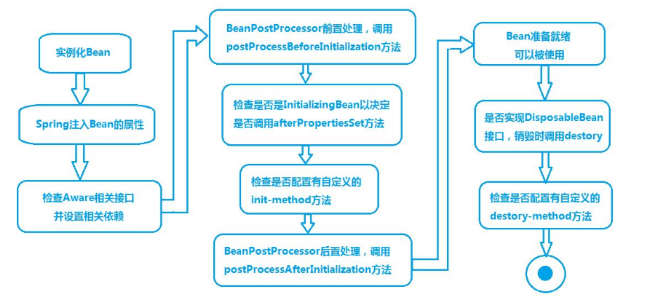 实例化Bean
Spring注入Bean的属性
检查Aware相关接口
并设置相关依赖
BeanPostProcessor前置处理，调用
postProcessBeforeInitialization方法
检查是否是InitializingBean以决定
是否调用afterPropertiesSet方法
检查是否配置有自定义的
init-method方法
BeanPostProcessor后置处理，调用
postProcessAfterInitialization方法
Bean准备就绪
可以被使用
是否实现DisposableBean
接口，销毁时调用destory
检查是否配置有自定义的
destory-method方法